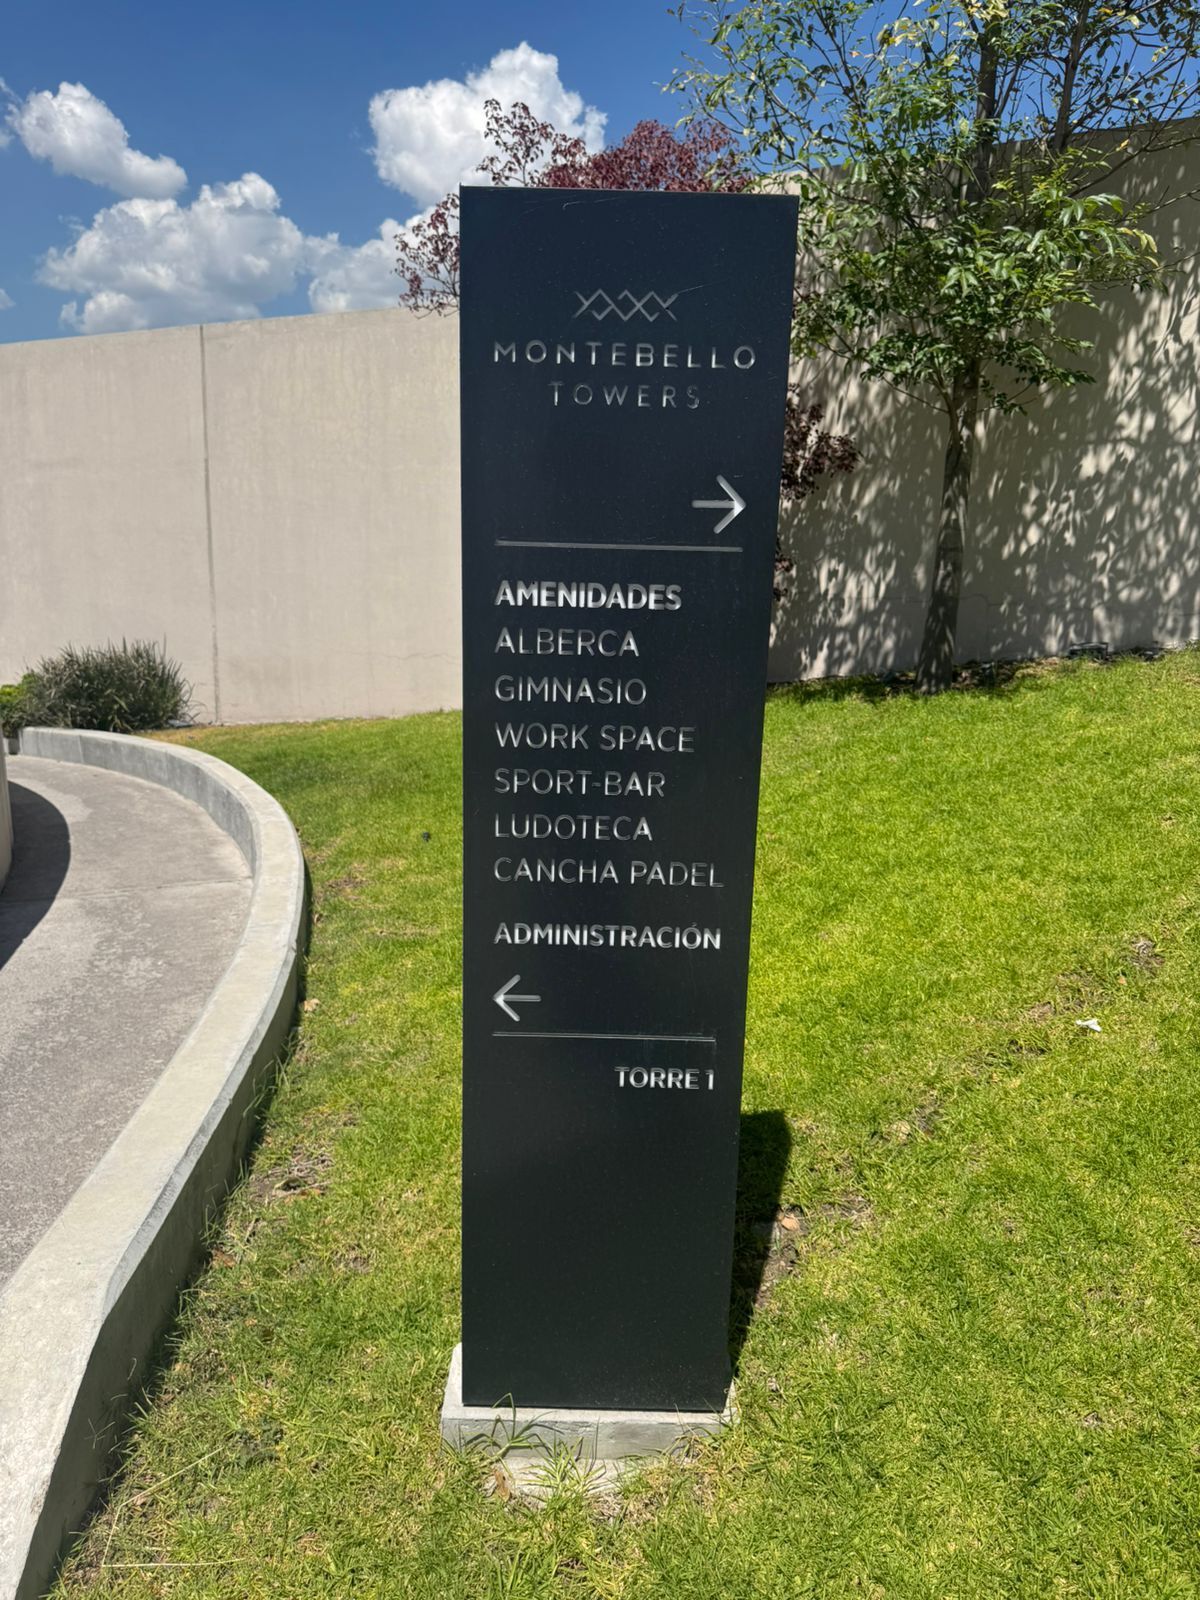 MONTEBELLO
TOWERS
→
AMENIDADES
ALBERCA
GIMNASIO
WORK SPACE
SPORT-BAR
LUDOTECA
CANCHA PADEL
ADMINISTRACIÓN
←
TORRE 1